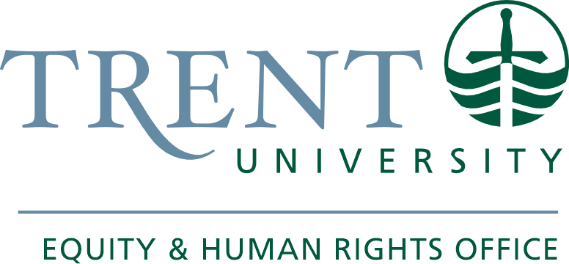 TRENT
UNIVERSITY
EQUITY & HUMAN RIGHTS OFFICE